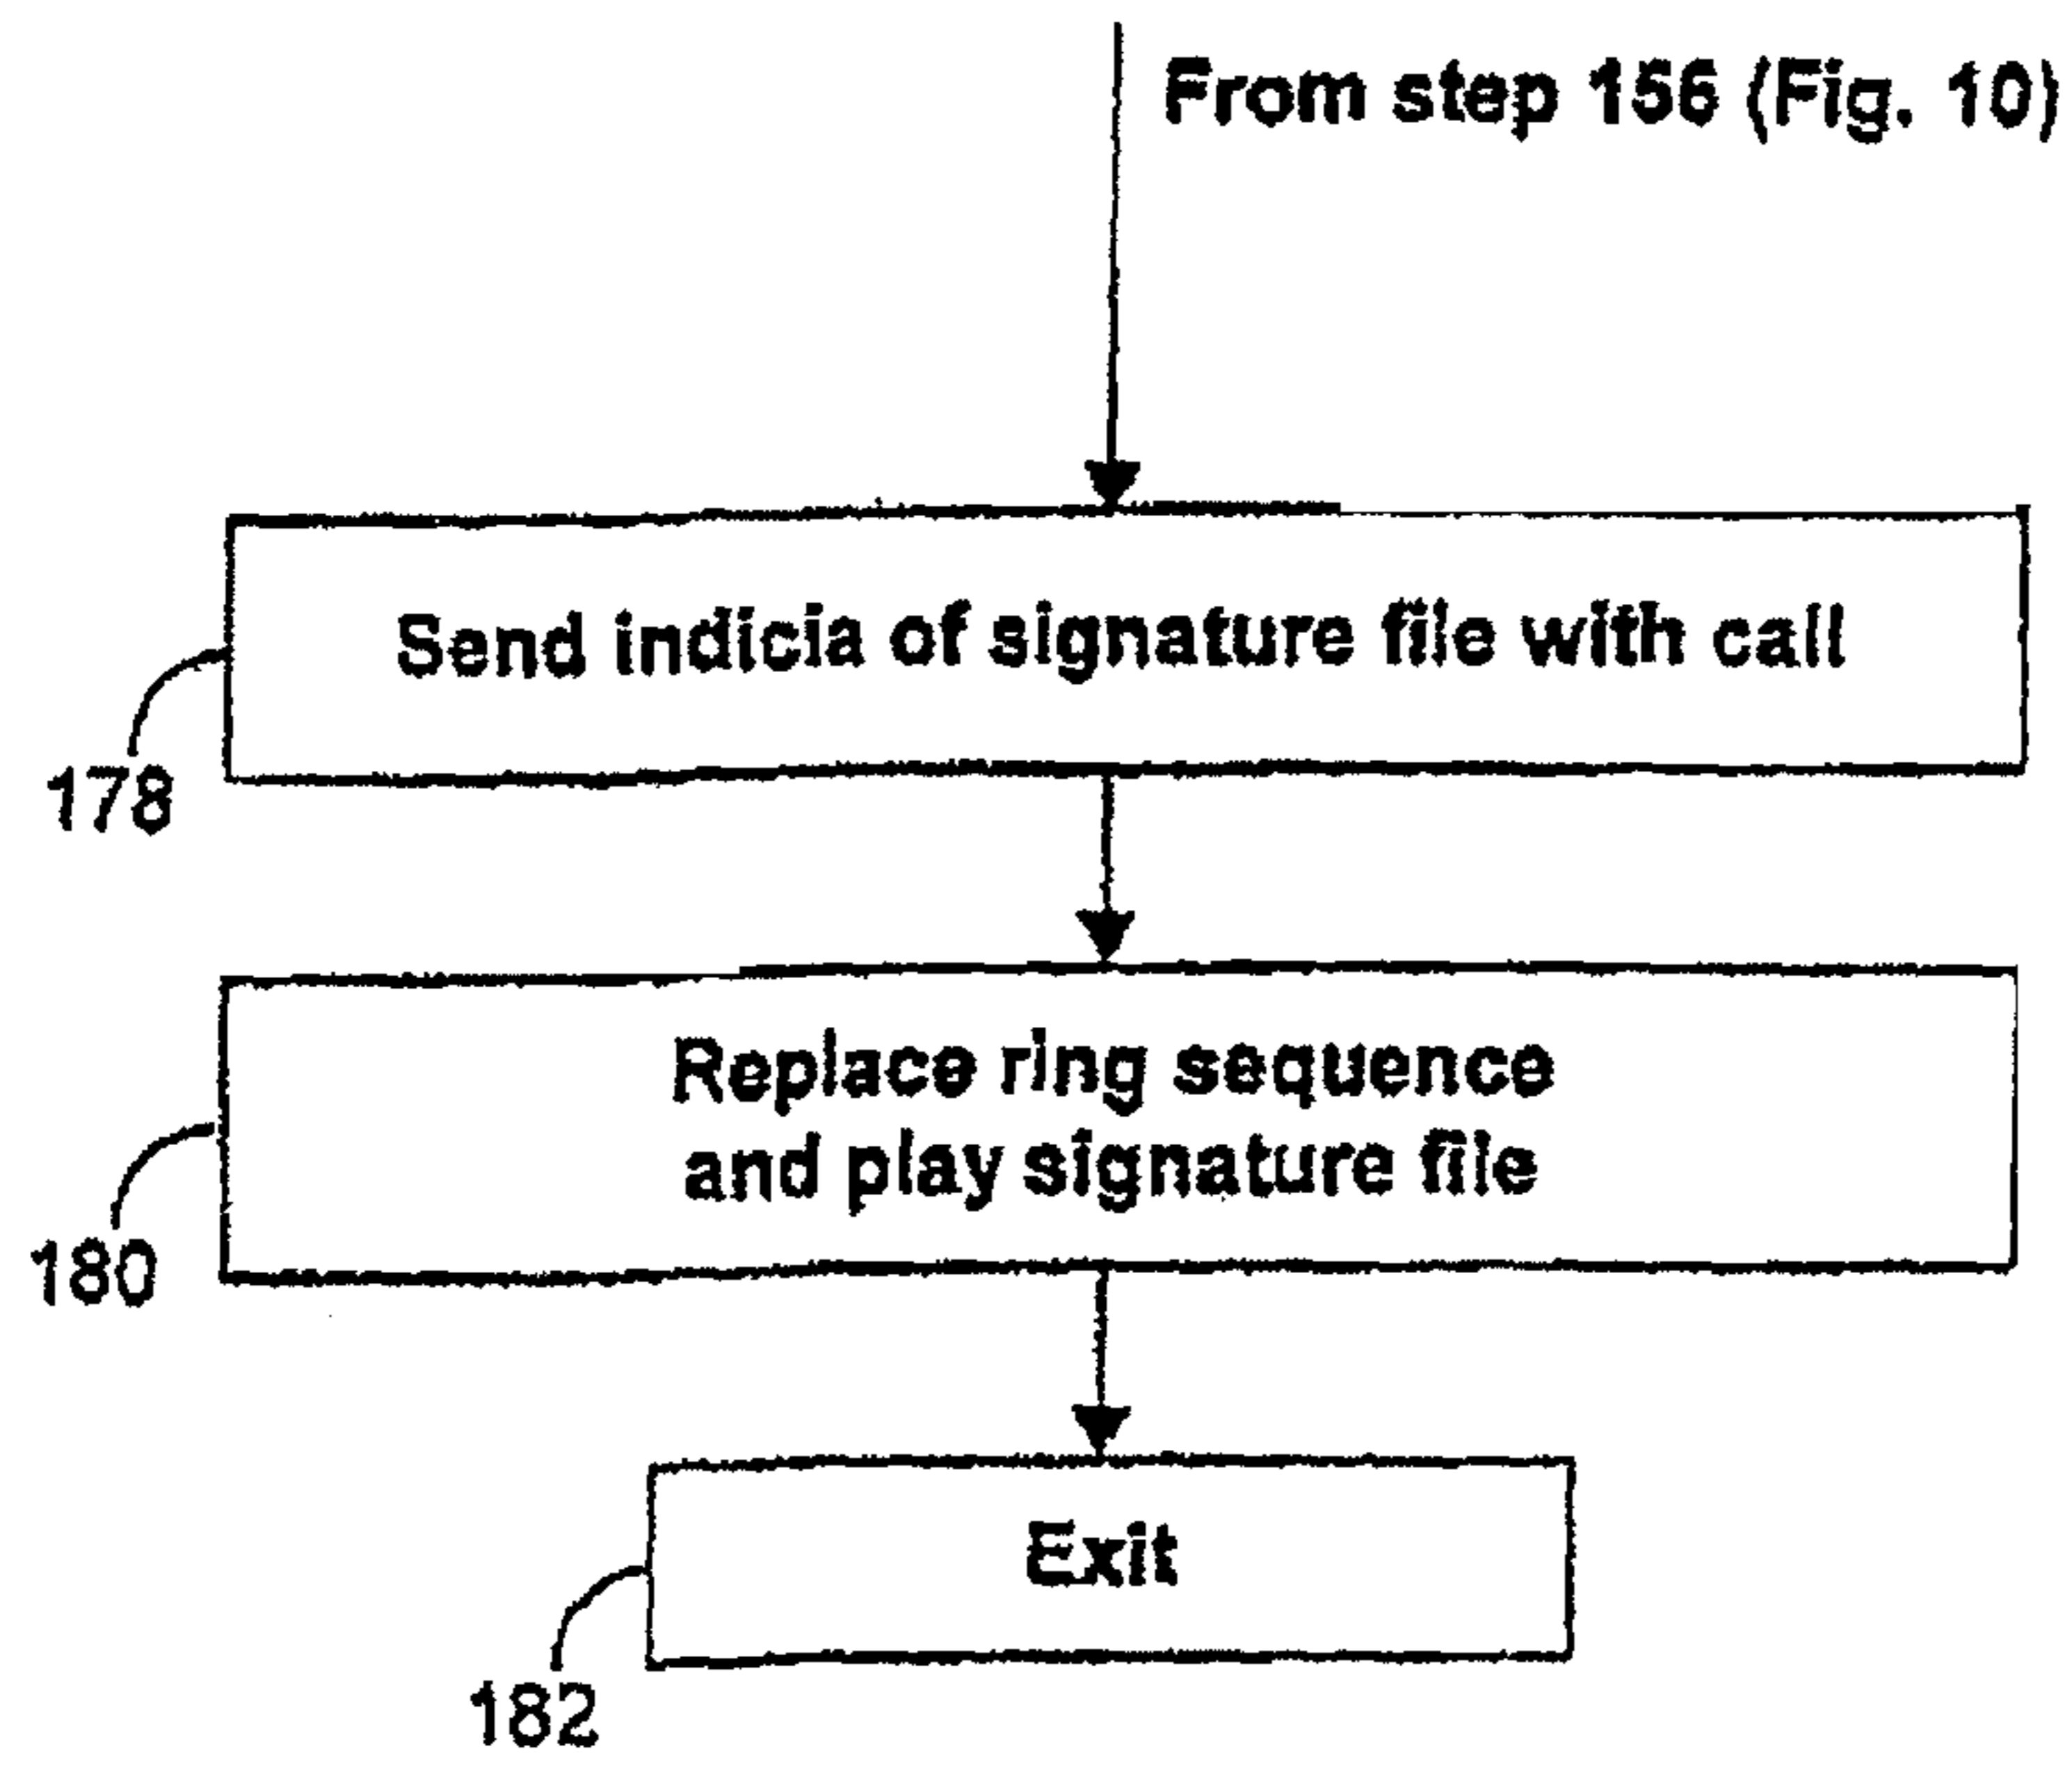 From step 156 (Fig. 10)
Send indicia of signature file with call
178
Replace ring sequence
and play signature file
180
Exit
182